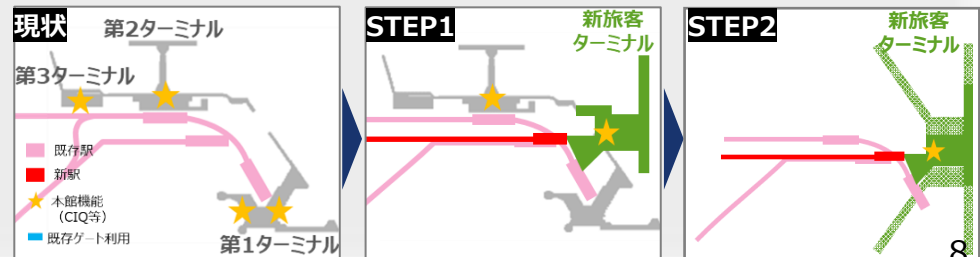 現状
第2ターミナル
第3ターミナル
既存駅
新駅
本館機能
（CIQ等）
既存ゲート利用
第1ターミナル
STEP1
新旅客
ターミナル
STEP2
新旅客
ターミナル
8